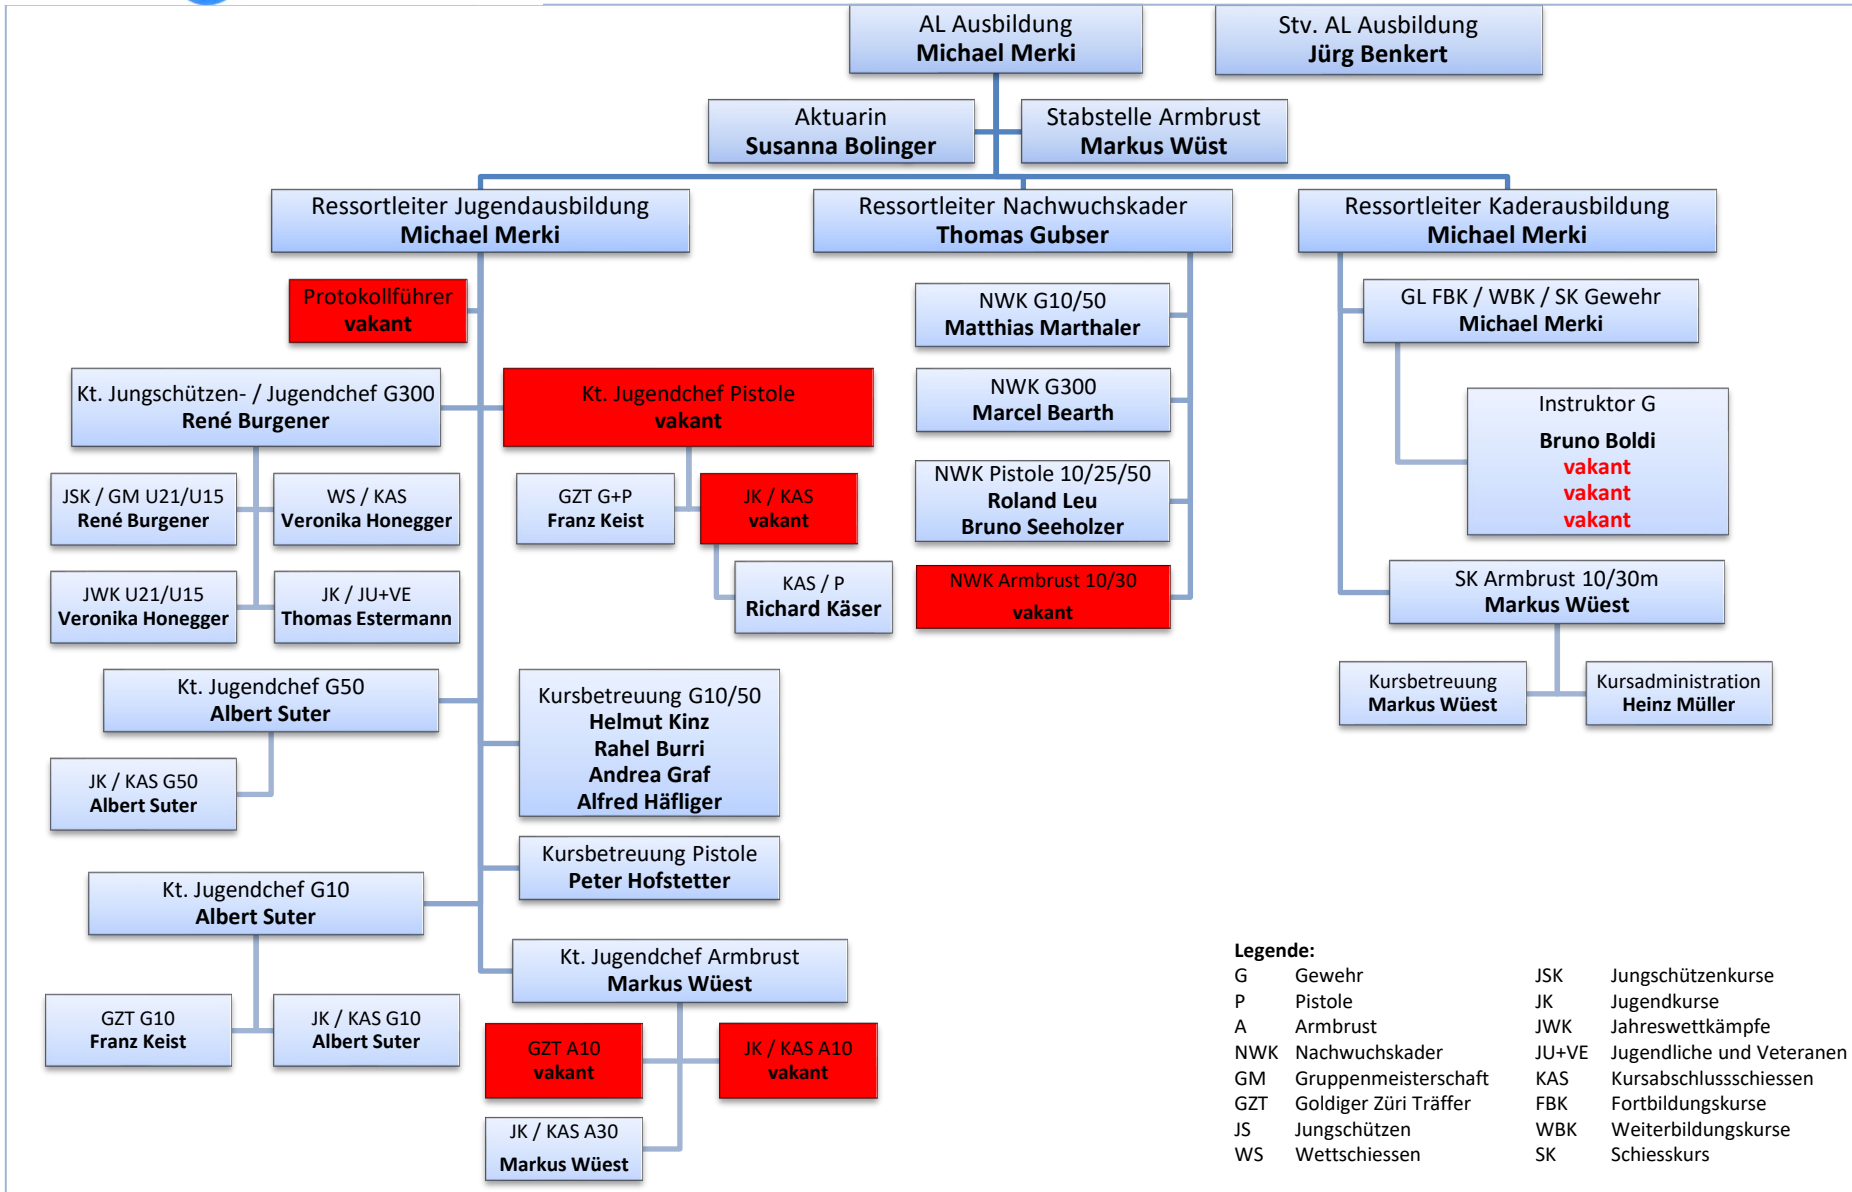 AL Ausbildung
Michael Merki
Stv. AL Ausbildung
Jürg Benkert
Aktuarin
Susanna Bolinger
Stabstelle Armbrust
Markus Wüst
Ressortleiter Jugendausbildung
Michael Merki
Ressortleiter Nachwuchskader
Thomas Gubser
Ressortleiter Kaderausbildung
Michael Merki
Protokollführer
vakant
Kt. Jungschützen- / Jugendchef G300
René Burgener
Kt. Jugendchef Pistole
vakant
JSK / GM U21/U15
René Burgener
WS / KAS
Veronika Honegger
GZT G+P
Franz Keist
JK / KAS
vakant
JWK U21/U15
Veronika Honegger
JK / JU+VE
Thomas Estermann
KAS / P
Richard Käser
Kt. Jugendchef G50
Albert Suter
JK / KAS G50
Albert Suter
Kursbetreuung G10/50
Helmut Kinz
Rahel Burri
Andrea Graf
Alfred Häfliger
Kursbetreuung Pistole
Peter Hofstetter
Kt. Jugendchef G10
Albert Suter
GZT G10
Franz Keist
JK / KAS G10
Albert Suter
Kt. Jugendchef Armbrust
Markus Wüest
GZT A10
vakant
JK / KAS A10
vakant
JK / KAS A30
Markus Wüest
NWK G10/50
Matthias Marthaler
NWK G300
Marcel Bearth
NWK Pistole 10/25/50
Roland Leu
Bruno Seeholzer
NWK Armbrust 10/30
vakant
GL FBK / WBK / SK Gewehr
Michael Merki
Instruktor G
Bruno Boldi
vakant
vakant
vakant
SK Armbrust 10/30m
Markus Wüest
Kursbetreuung
Markus Wüest
Kursadministration
Heinz Müller
Legende:
G Gewehr JSK Jungschützenkurse
P Pistole JK Jugendkurse
A Armbrust JWK Jahreswettkämpfe
NWK Nachwuchskader JU+VE Jugendliche und Veteranen
GM Gruppenmeisterschaft KAS Kursabschlussschiessen
GZT Goldiger Züri Träffer FBK Fortbildungskurse
JS Jungschützen WBK Weiterbildungskurse
WS Wettschiessen SK Schiesskurs